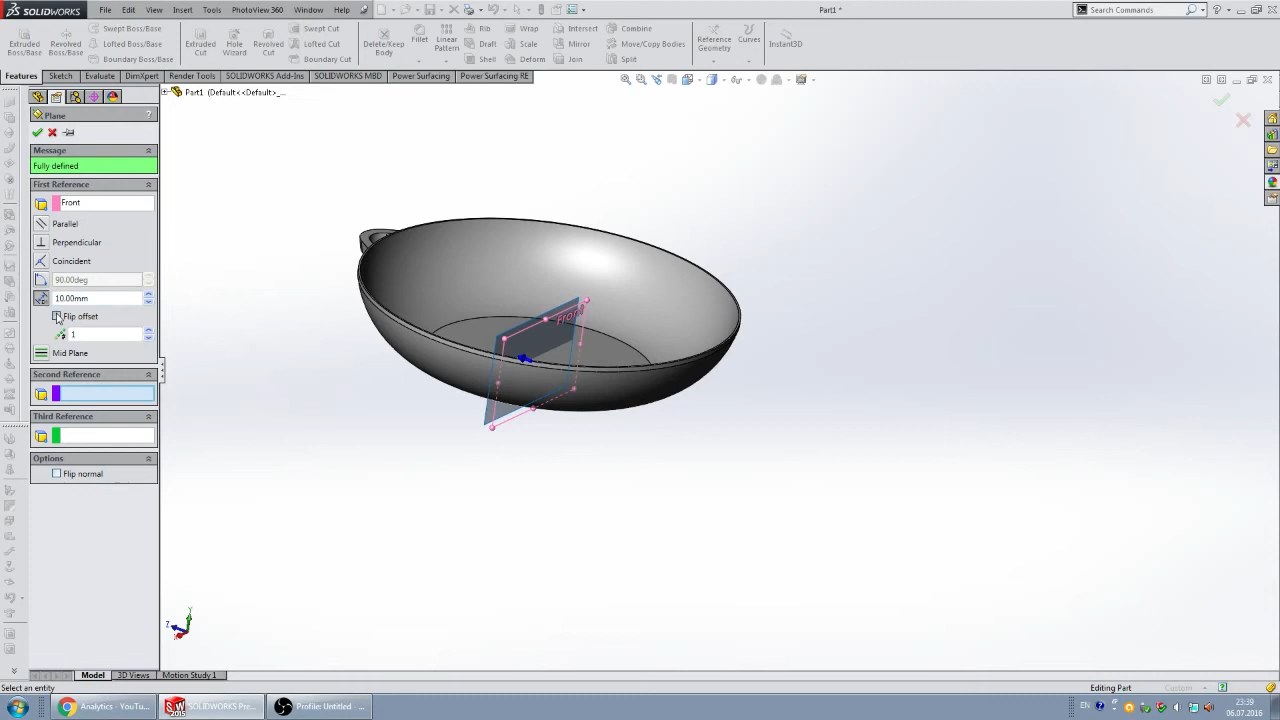 SOLIDWORKS File Edit View Insert Tools PhotoView 360 Window Help Part1 * Search Commands
Extruded Boss/Base
Revolved Boss/Base
Swept Boss/Base
Lofted Boss/Base
Boundary Boss/Base
Extruded Cut
Hole Wizard
Revolved Cut
Swept Cut
Lofted Cut
Boundary Cut
Delete/Keep Body
Fillet
Linear Pattern
Rib
Draft
Shell
Wrap
Scale
Deform
Intersect
Mirror
Join
Combine
Move/Copy Bodies
Split
Reference Geometry
Curves
Instant3D
Features Sketch Evaluate DimXpert Render Tools SOLIDWORKS Add-Ins SOLIDWORKS MBD Power Surfacing Power Surfacing RE
Part1 (Default<<Default>_...
Plane ?
Message
Fully defined
First Reference
Front
Parallel
Perpendicular
Coincident
90.00deg
10.00mm
Flip offset
1
Mid Plane
Second Reference
Third Reference
Options
Flip normal
Front
Y
Z
X
Model 3D Views Motion Study 1
Select an entity Editing Part Custom
Analytics - YouTu... SOLIDWORKS Pre... Profile: Untitled - ... EN 23:39
06.07.2016